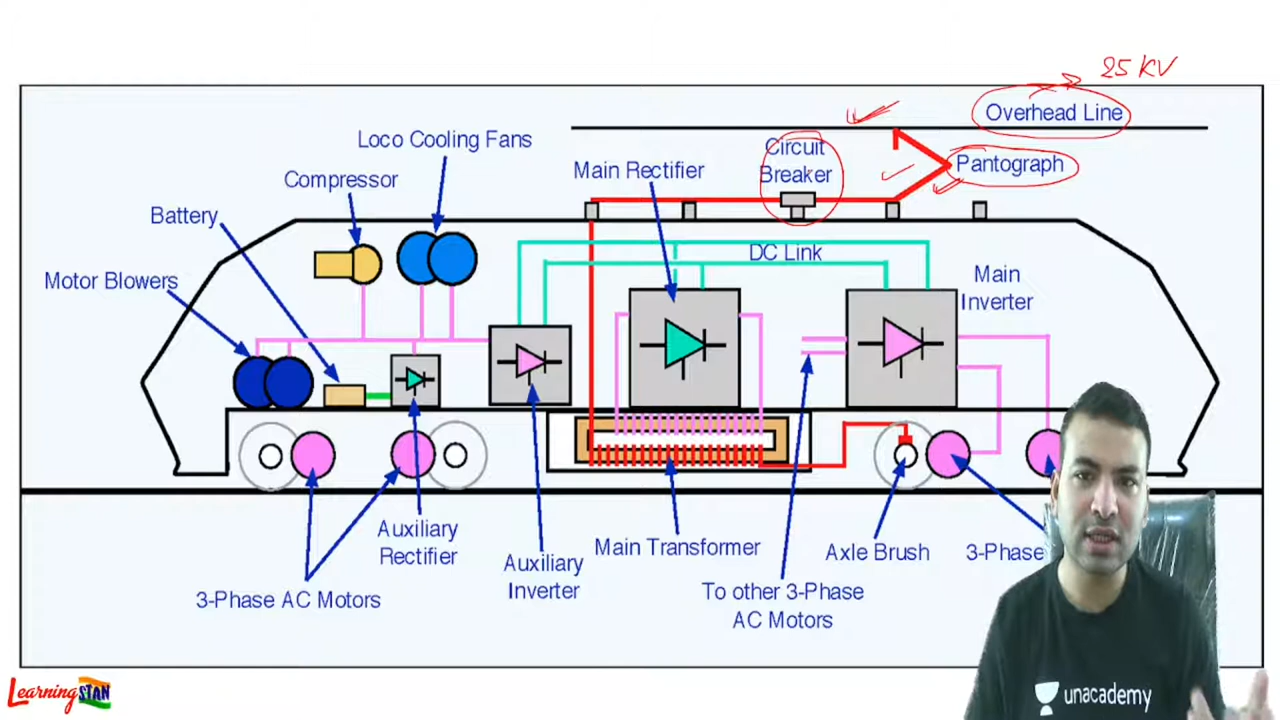 25 KV
Overhead Line
Loco Cooling Fans
Circuit
Breaker
Pantograph
Main Rectifier
Compressor
Battery
DC Link
Motor Blowers
Main
Inverter
Auxiliary
Rectifier
Auxiliary
Inverter
Main Transformer
Axle Brush
3-Phase
3-Phase AC Motors
To other 3-Phase
AC Motors
Learning STAN
unacademy